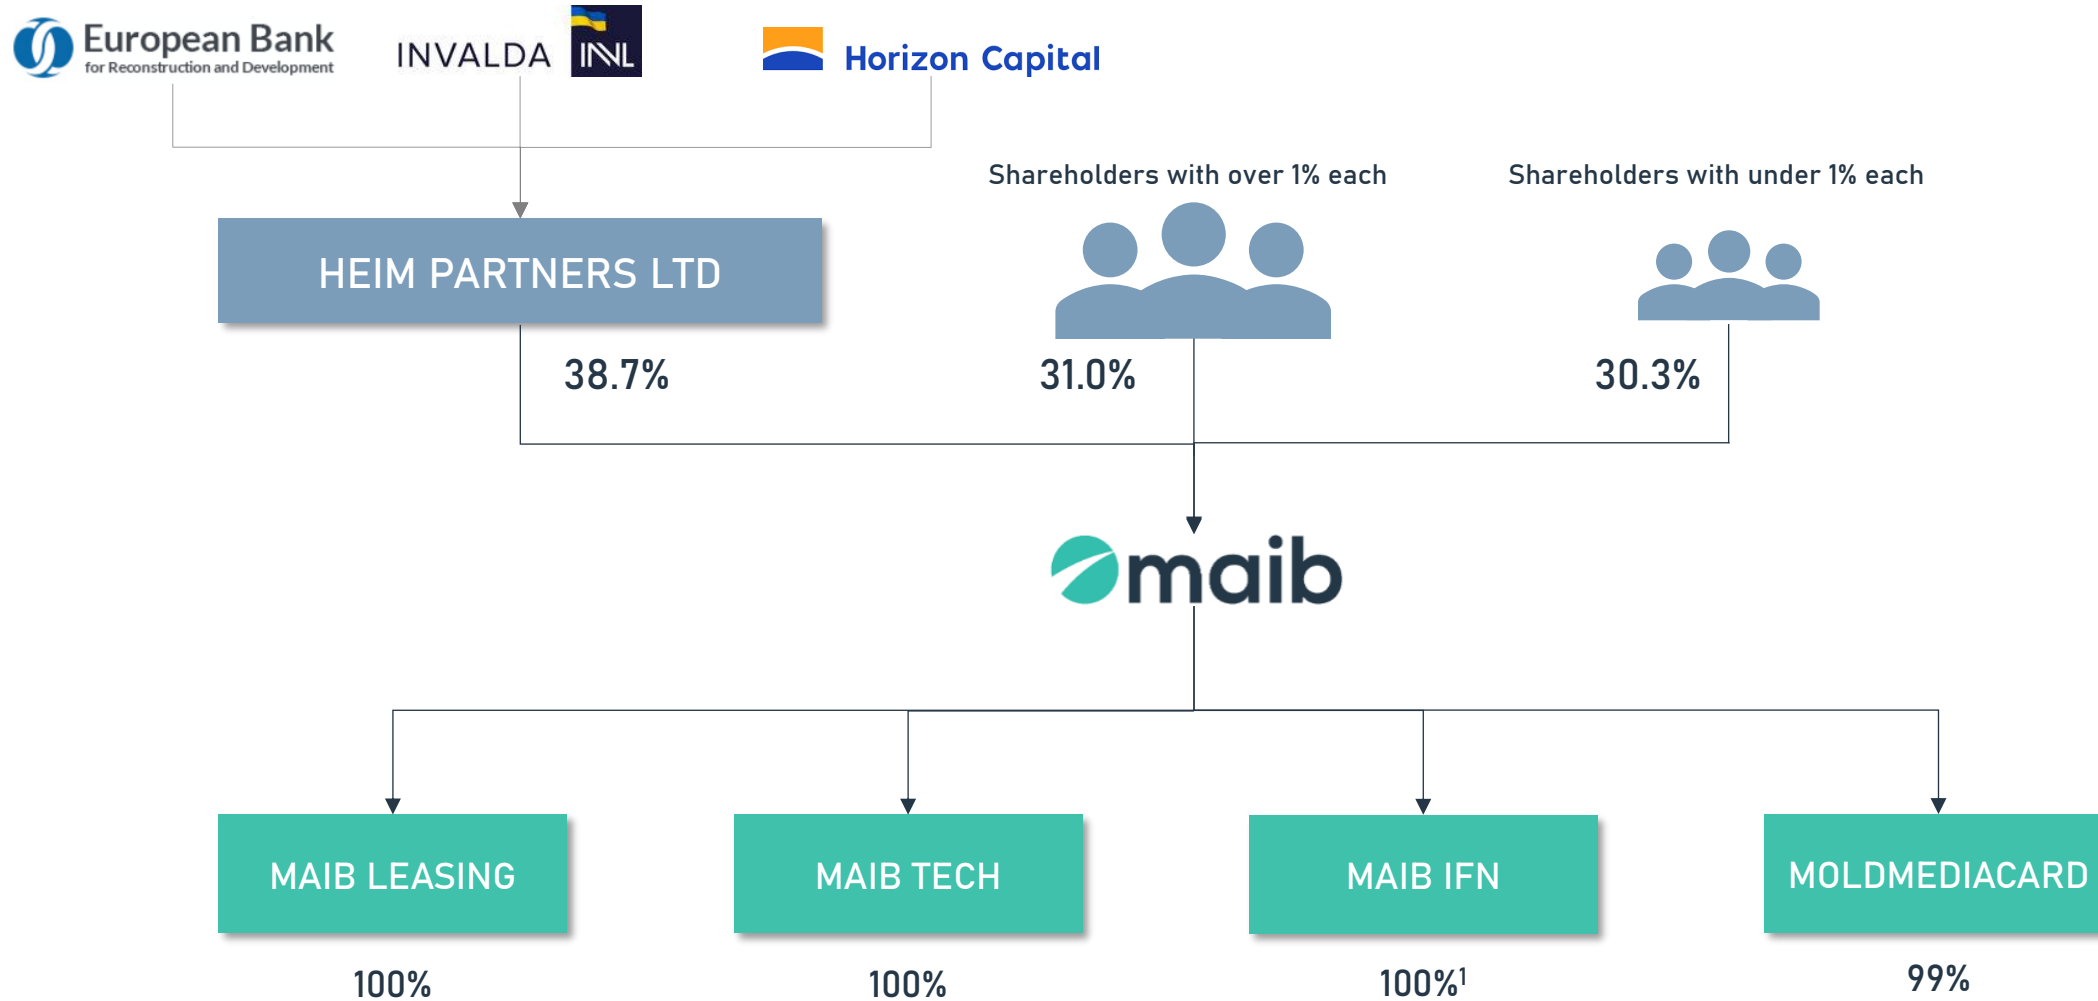 European Bank
for Reconstruction and Development
INVALDA INVL
Horizon Capital
Shareholders with over 1% each
Shareholders with under 1% each
HEIM PARTNERS LTD
38.7%
31.0%
30.3%
maib
MAIB LEASING
MAIB TECH
MAIB IFN
MOLDMEDIACARD
100%
100%
100%¹
99%